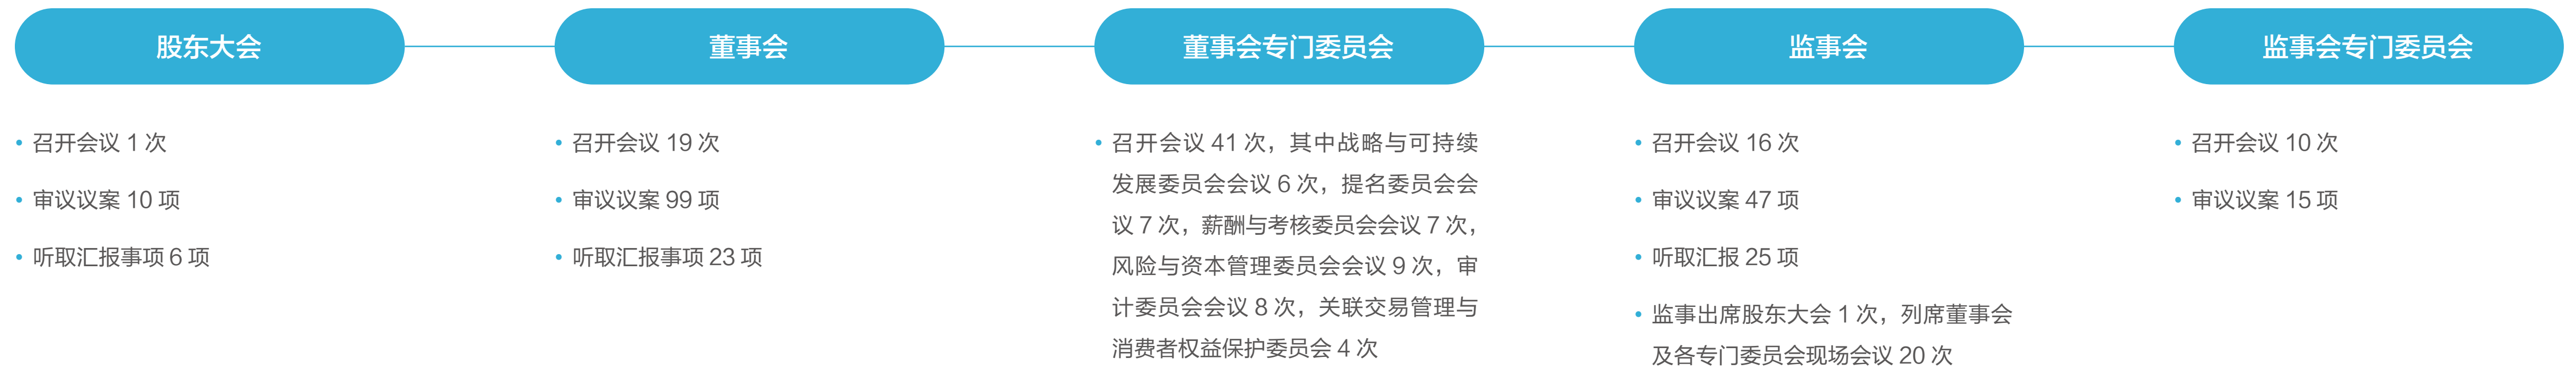 股东大会
• 召开会议 1 次
• 审议议案 10 项
• 听取汇报事项 6 项
董事会
• 召开会议 19 次
• 审议议案 99 项
• 听取汇报事项 23 项
董事会专门委员会
• 召开会议 41 次，其中战略与可持续
发展委员会会议 6 次，提名委员会会
议 7 次，薪酬与考核委员会会议 7 次，
风险与资本管理委员会会议 9 次，审
计委员会会议 8 次，关联交易管理与
消费者权益保护委员会 4 次
监事会
• 召开会议 16 次
• 审议议案 47 项
• 听取汇报 25 项
• 监事出席股东大会 1 次，列席董事会
及各专门委员会现场会议 20 次
监事会专门委员会
• 召开会议 10 次
• 审议议案 15 项